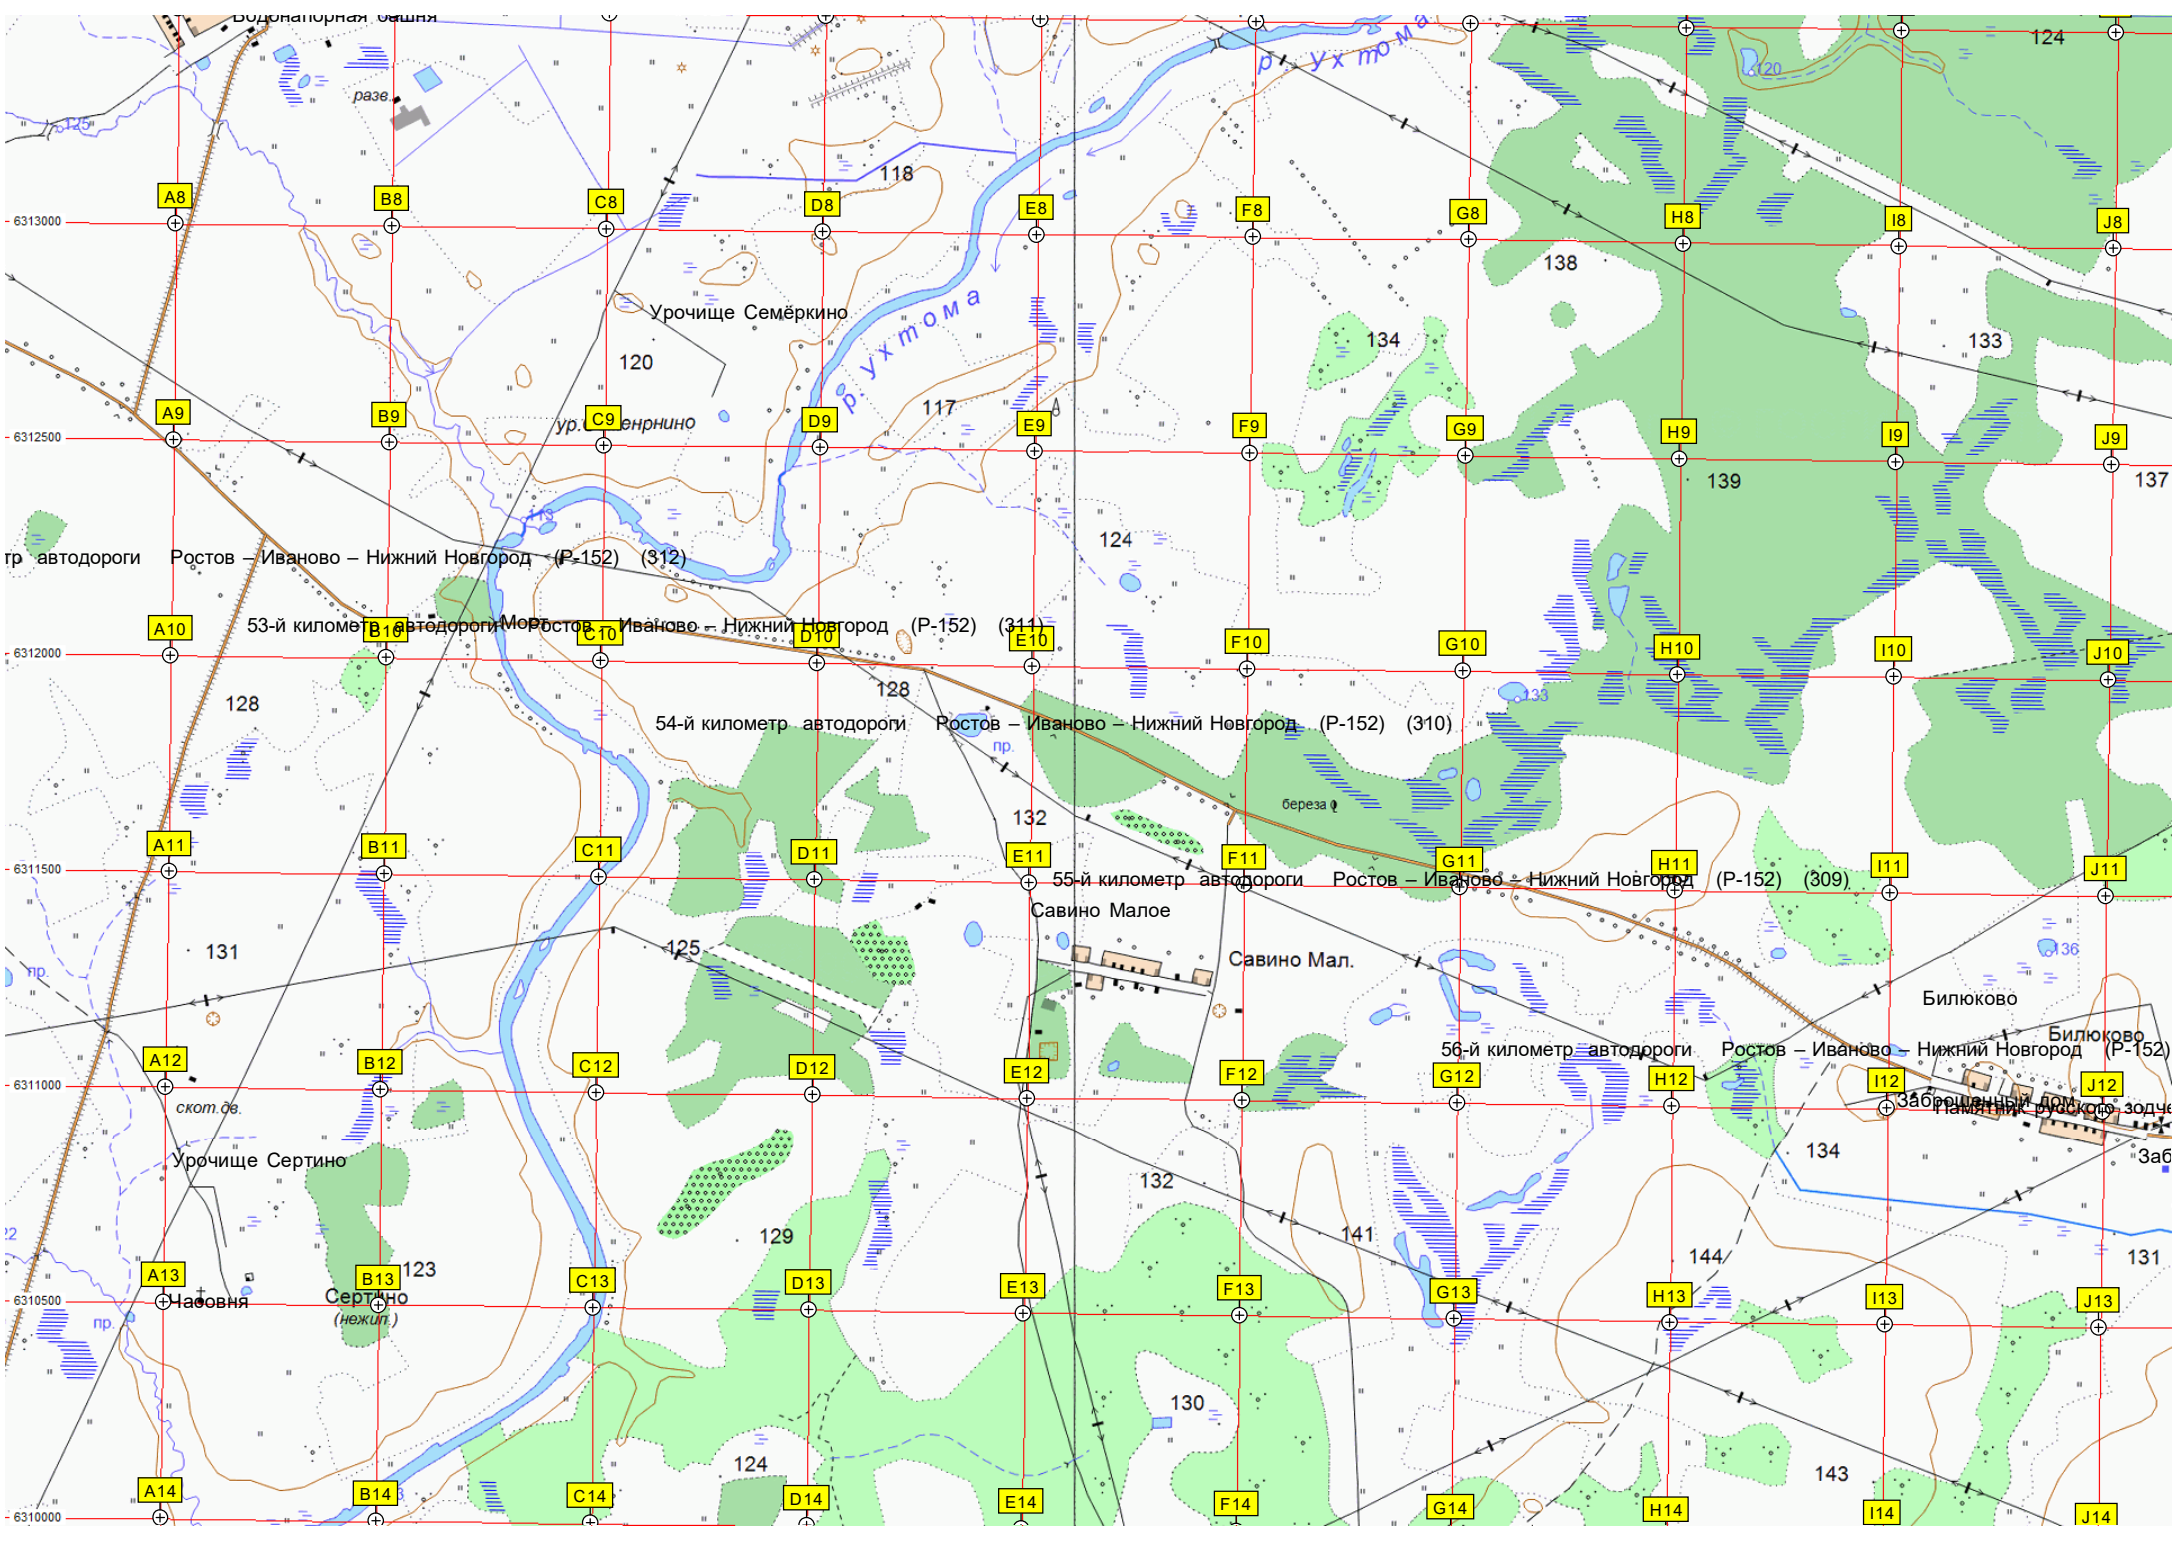 Водонапорная башня
р. Ухтома
124
120
125
разв.
118
A8
B8
C8
D8
E8
F8
G8
H8
I8
J8
6313000
138
Урочище Семёркино
р. Ухтома
134
133
120
117
A9
B9
C9
D9
E9
F9
G9
H9
I9
J9
6312500
139
137
113
124
автодороги Ростов – Иваново – Нижний Новгород (Р-152) (312)
53-й километр автодороги Ростов – Иваново – Нижний Новгород (Р-152) (311)
A10
B10
C10
D10
E10
F10
G10
H10
I10
J10
6312000
128
128
133
54-й километр автодороги Ростов – Иваново – Нижний Новгород (Р-152) (310)
пр.
береза
132
A11
B11
C11
D11
E11
F11
G11
H11
I11
J11
6311500
55-й километр автодороги Ростов – Иваново – Нижний Новгород (Р-152) (309)
Савино Малое
131
125
Савино Мал.
136
пр.
Билюково
Билюково
56-й километр автодороги Ростов – Иваново – Нижний Новгород (Р-152)
A12
B12
C12
D12
E12
F12
G12
H12
I12
J12
6311000
скот.дв.
Заброшенный дом
Памятник русского зодче
Заб
134
Урочище Сертино
132
22
129
141
144
131
123
A13
B13
C13
D13
E13
F13
G13
H13
I13
J13
6310500
Часовня
Сертино
(нежил.)
пр.
130
124
143
A14
B14
C14
D14
E14
F14
G14
H14
I14
J14
6310000